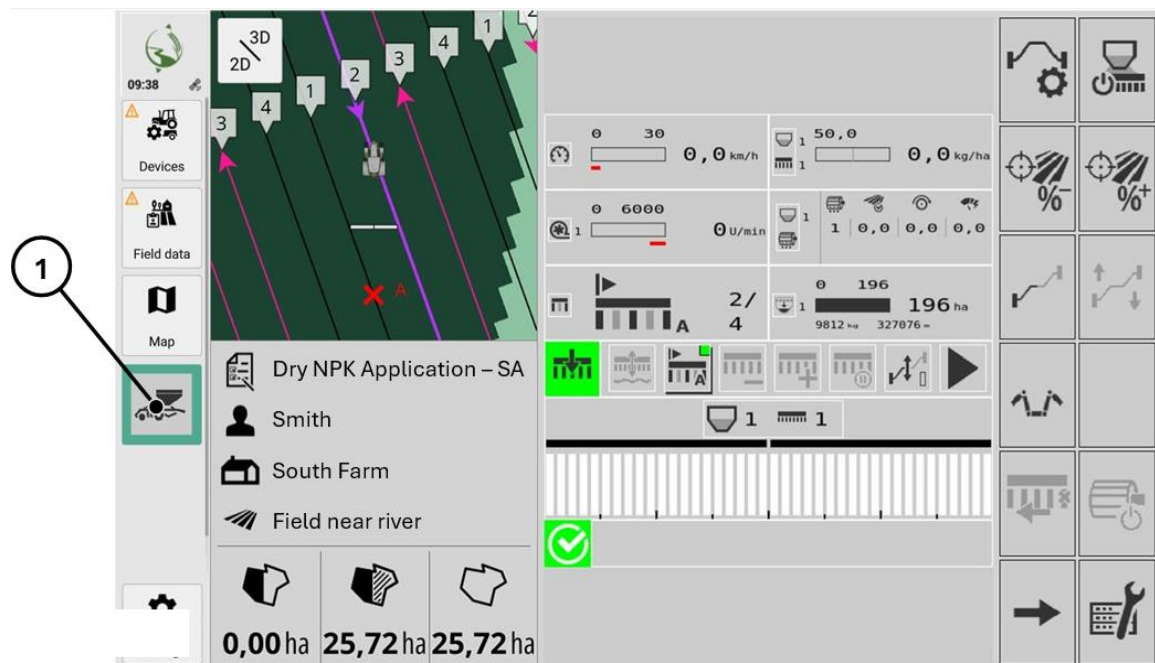 1
09:38
Devices
Field data
Map
3D
2D
3
4
1
2
3
4
1
2
A
Dry NPK Application – SA
Smith
South Farm
Field near river
0,00 ha
25,72 ha
25,72 ha
0 30
0,0 km/h
1 50,0
1
0,0 kg/ha
0 6000
1
0 U/min
1
1 0,0 0,0 0,0
A
2/
4
0 196
1
196 ha
9812 kg 327076 m
A
1 1
%-
%+